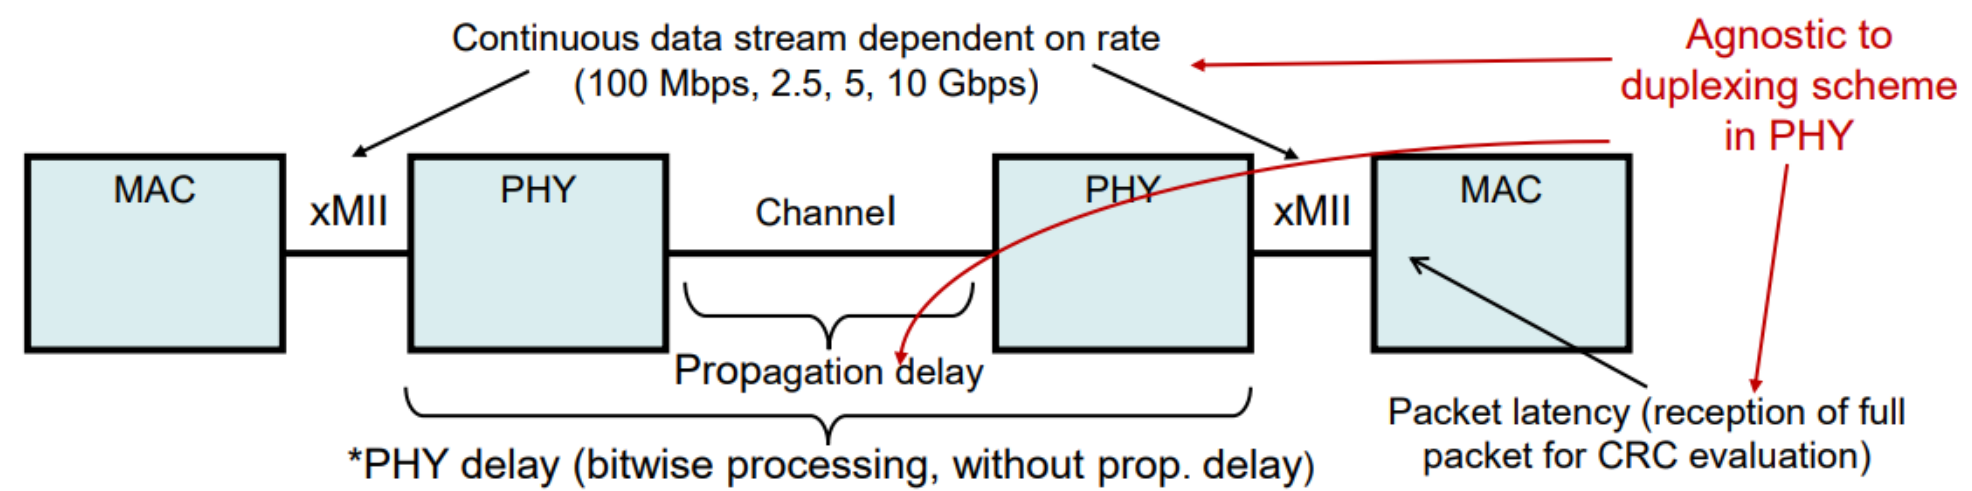 Continuous data stream dependent on rate
(100 Mbps, 2.5, 5, 10 Gbps)
Agnostic to
duplexing scheme
in PHY
MAC
xMII
PHY
Channel
PHY
xMII
MAC
Propagation delay
*PHY delay (bitwise processing, without prop. delay)
Packet latency (reception of full
packet for CRC evaluation)